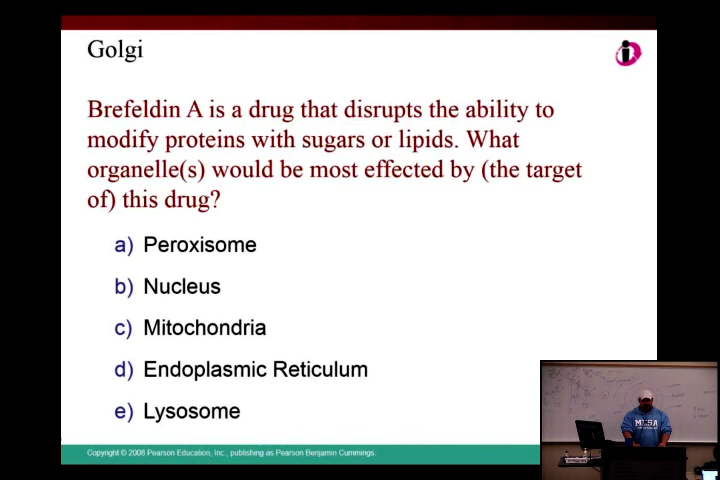 Golgi
Brefeldin A is a drug that disrupts the ability to
modify proteins with sugars or lipids. What
organelle(s) would be most effected by (the target
of) this drug?
a) Peroxisome
b) Nucleus
c) Mitochondria
d) Endoplasmic Reticulum
e) Lysosome
MESA
Copyright © 2008 Pearson Education, Inc., publishing as Pearson Benjamin Cummings.